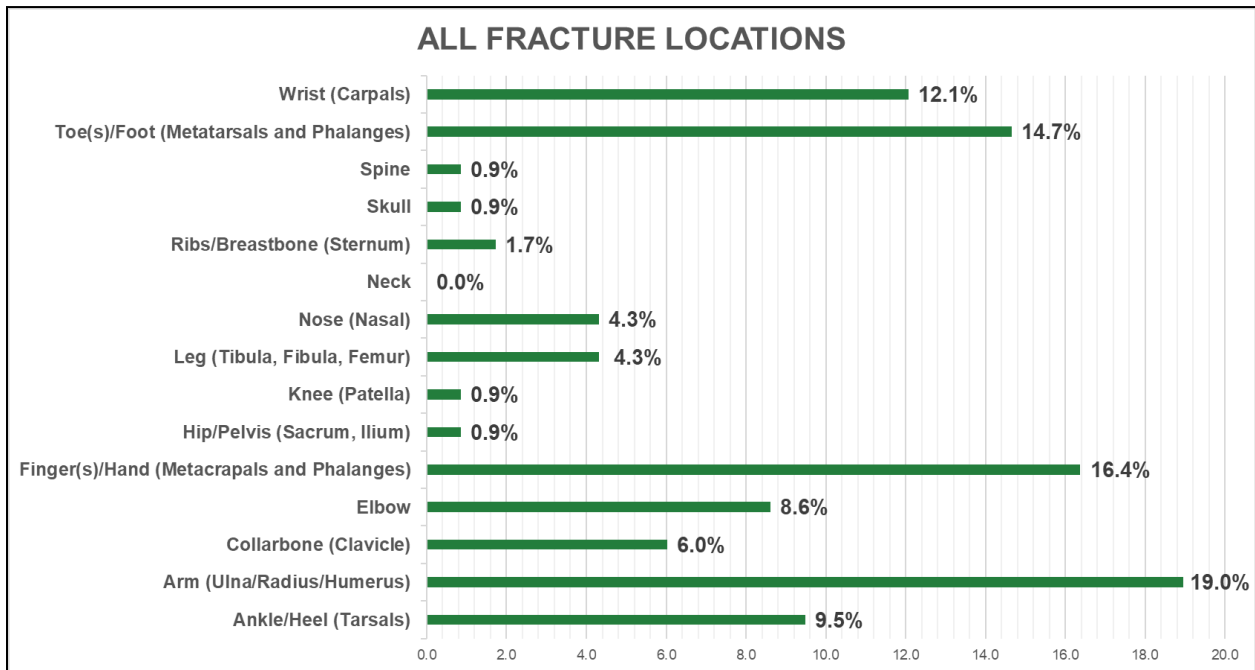 ALL FRACTURE LOCATIONS
Wrist (Carpals) 12.1%
Toe(s)/Foot (Metatarsals and Phalanges) 14.7%
Spine 0.9%
Skull 0.9%
Ribs/Breastbone (Sternum) 1.7%
Neck 0.0%
Nose (Nasal) 4.3%
Leg (Tibula, Fibula, Femur) 4.3%
Knee (Patella) 0.9%
Hip/Pelvis (Sacrum, Ilium) 0.9%
Finger(s)/Hand (Metacrapals and Phalanges) 16.4%
Elbow 8.6%
Collarbone (Clavicle) 6.0%
Arm (Ulna/Radius/Humerus) 19.0%
Ankle/Heel (Tarsals) 9.5%
0.0 2.0 4.0 6.0 8.0 10.0 12.0 14.0 16.0 18.0 20.0